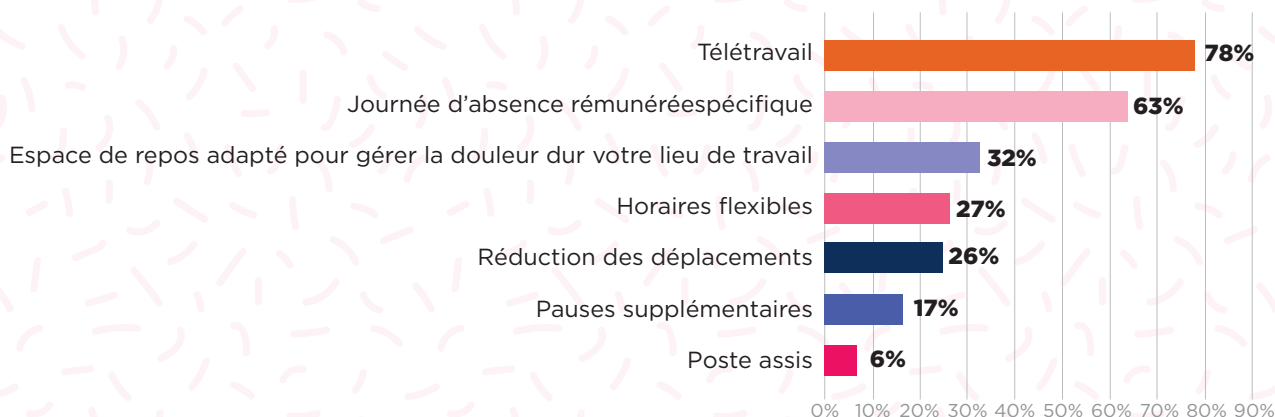 Télétravail 78%
Journée d'absence rémunéréespécifique 63%
Espace de repos adapté pour gérer la douleur dur votre lieu de travail 32%
Horaires flexibles 27%
Réduction des déplacements 26%
Pauses supplémentaires 17%
Poste assis 6%
0% 10% 20% 30% 40% 50% 60% 70% 80% 90%